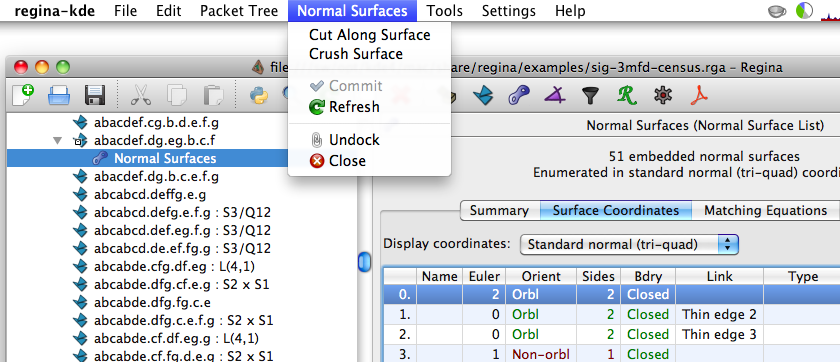 regina-kde File Edit Packet Tree Normal Surfaces Tools Settings Help
Cut Along Surface
Crush Surface
Commit
Refresh
Undock
Close
file
are/regina/examples/sig-3mfd-census.rga – Regina
abacdef.cg.b.d.e.f.g
abacdef.dg.eg.b.c.f
Normal Surfaces
abacdef.dg.b.c.e.f.g
abcabcd.deffg.e.g
abcabcd.defg.e.f.g : S3/Q12
abcabcd.def.eg.f.g : S3/Q12
abcabcd.de.ef.fg.g : S3/Q12
abcabde.cfg.df.eg : L(4,1)
abcabde.dfg.cf.e.g : S2 x S1
abcabde.dfg.fg.c.e
abcabde.dfg.c.e.f.g : S2 x S1
abcabde.cf.df.eg.g : L(4,1)
abcabde.cf.fg.d.e.g : S2 x S1
Normal Surfaces (Normal Surface List)
51 embedded normal surfaces
Enumerated in standard normal (tri-quad) coordi
Summary Surface Coordinates Matching Equations
Display coordinates: Standard normal (tri-quad)
Name Euler Orient Sides Bdry Link Type
0. 2 Orbl 2 Closed
1. 0 Orbl 2 Closed Thin edge 2
2. 0 Orbl 2 Closed Thin edge 3
3. 1 Non-orbl 1 Closed